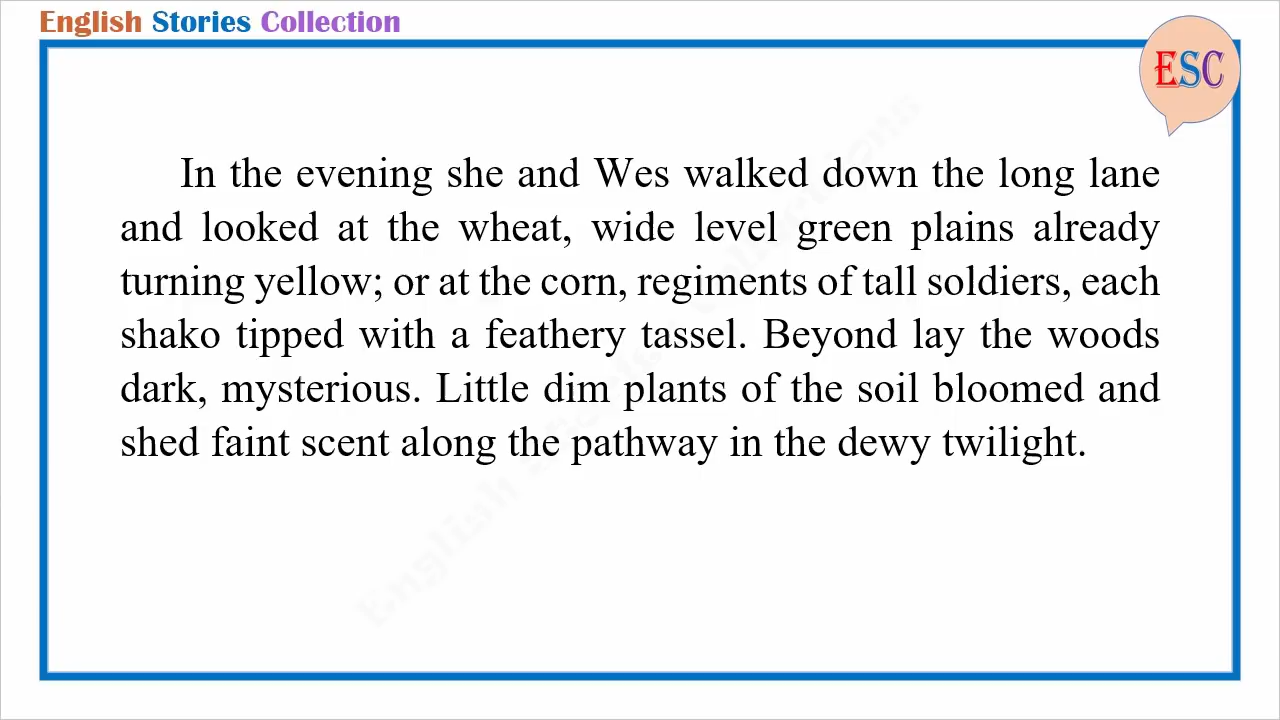 English Stories Collection
ESC
In the evening she and Wes walked down the long lane
and looked at the wheat, wide level green plains already
turning yellow; or at the corn, regiments of tall soldiers, each
shako tipped with a feathery tassel. Beyond lay the woods
dark, mysterious. Little dim plants of the soil bloomed and
shed faint scent along the pathway in the dewy twilight.